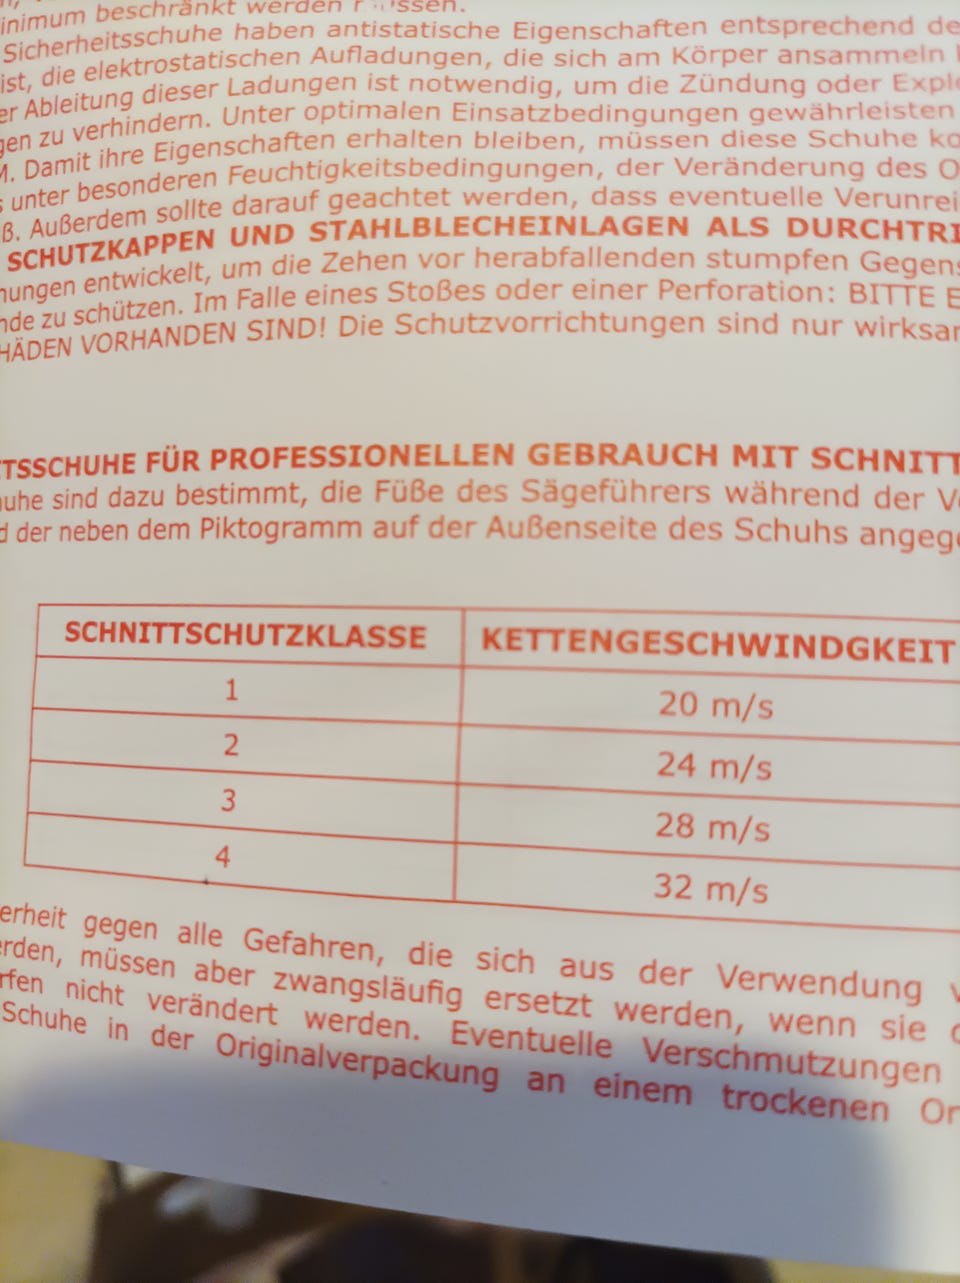 inimum beschränkt werden müssen.
Sicherheitsschuhe haben antistatische Eigenschaften entsprechend de
ist, die elektrostatischen Aufladungen, die sich am Körper ansammeln
er Ableitung dieser Ladungen ist notwendig, um die Zündung oder Explo
gen zu verhindern. Unter optimalen Einsatzbedingungen gewährleisten
M. Damit ihre Eigenschaften erhalten bleiben, müssen diese Schuhe ko
s unter besonderen Feuchtigkeitsbedingungen, der Veränderung des O
ß. Außerdem sollte darauf geachtet werden, dass eventuelle Verunrei
SCHUTZKAPPEN UND STAHLBLECHEINLAGEN ALS DURCHTRI
nungen entwickelt, um die Zehen vor herabfallenden stumpfen Gegens
nde zu schützen. Im Falle eines Stoßes oder einer Perforation: BITTE E
HÄDEN VORHANDEN SIND! Die Schutzvorrichtungen sind nur wirksam
ITSSCHUHE FÜR PROFESSIONELLEN GEBRAUCH MIT SCHNITT
huhe sind dazu bestimmt, die Füße des Sägeführers während der Ve
d der neben dem Piktogramm auf der Außenseite des Schuhs angege
SCHNITTSCHUTZKLASSE KETTENGESCHWINDGKEIT
1 20 m/s
2 24 m/s
3 28 m/s
4 32 m/s
erheit gegen alle Gefahren, die sich aus der Verwendung v
erden, müssen aber zwangsläufig ersetzt werden, wenn sie
rfen nicht verändert werden. Eventuelle Verschmutzungen
Schuhe in der Originalverpackung an einem trockenen Or